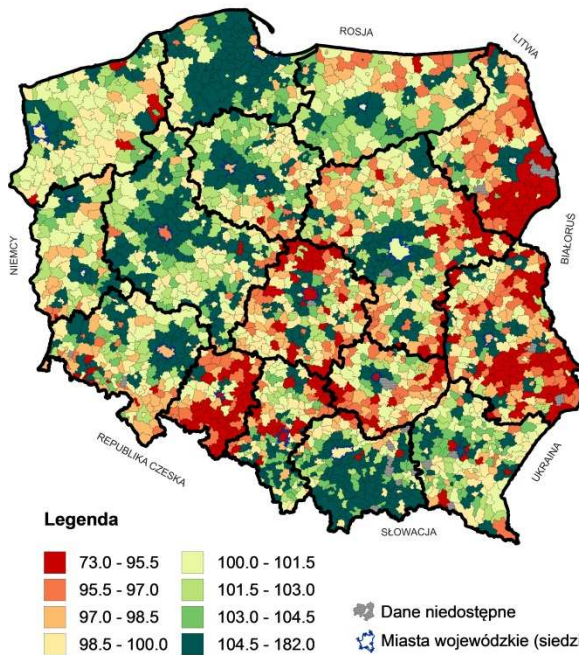 ROSJA
LITWA
NIEMCY
BIAŁORUŚ
REPUBLIKA CZESKA
UKRAINA
SŁOWACJA
Legenda
73.0 - 95.5
95.5 - 97.0
97.0 - 98.5
98.5 - 100.0
100.0 - 101.5
101.5 - 103.0
103.0 - 104.5
104.5 - 182.0
Dane niedostępne
Miasta wojewódzkie (siedzi